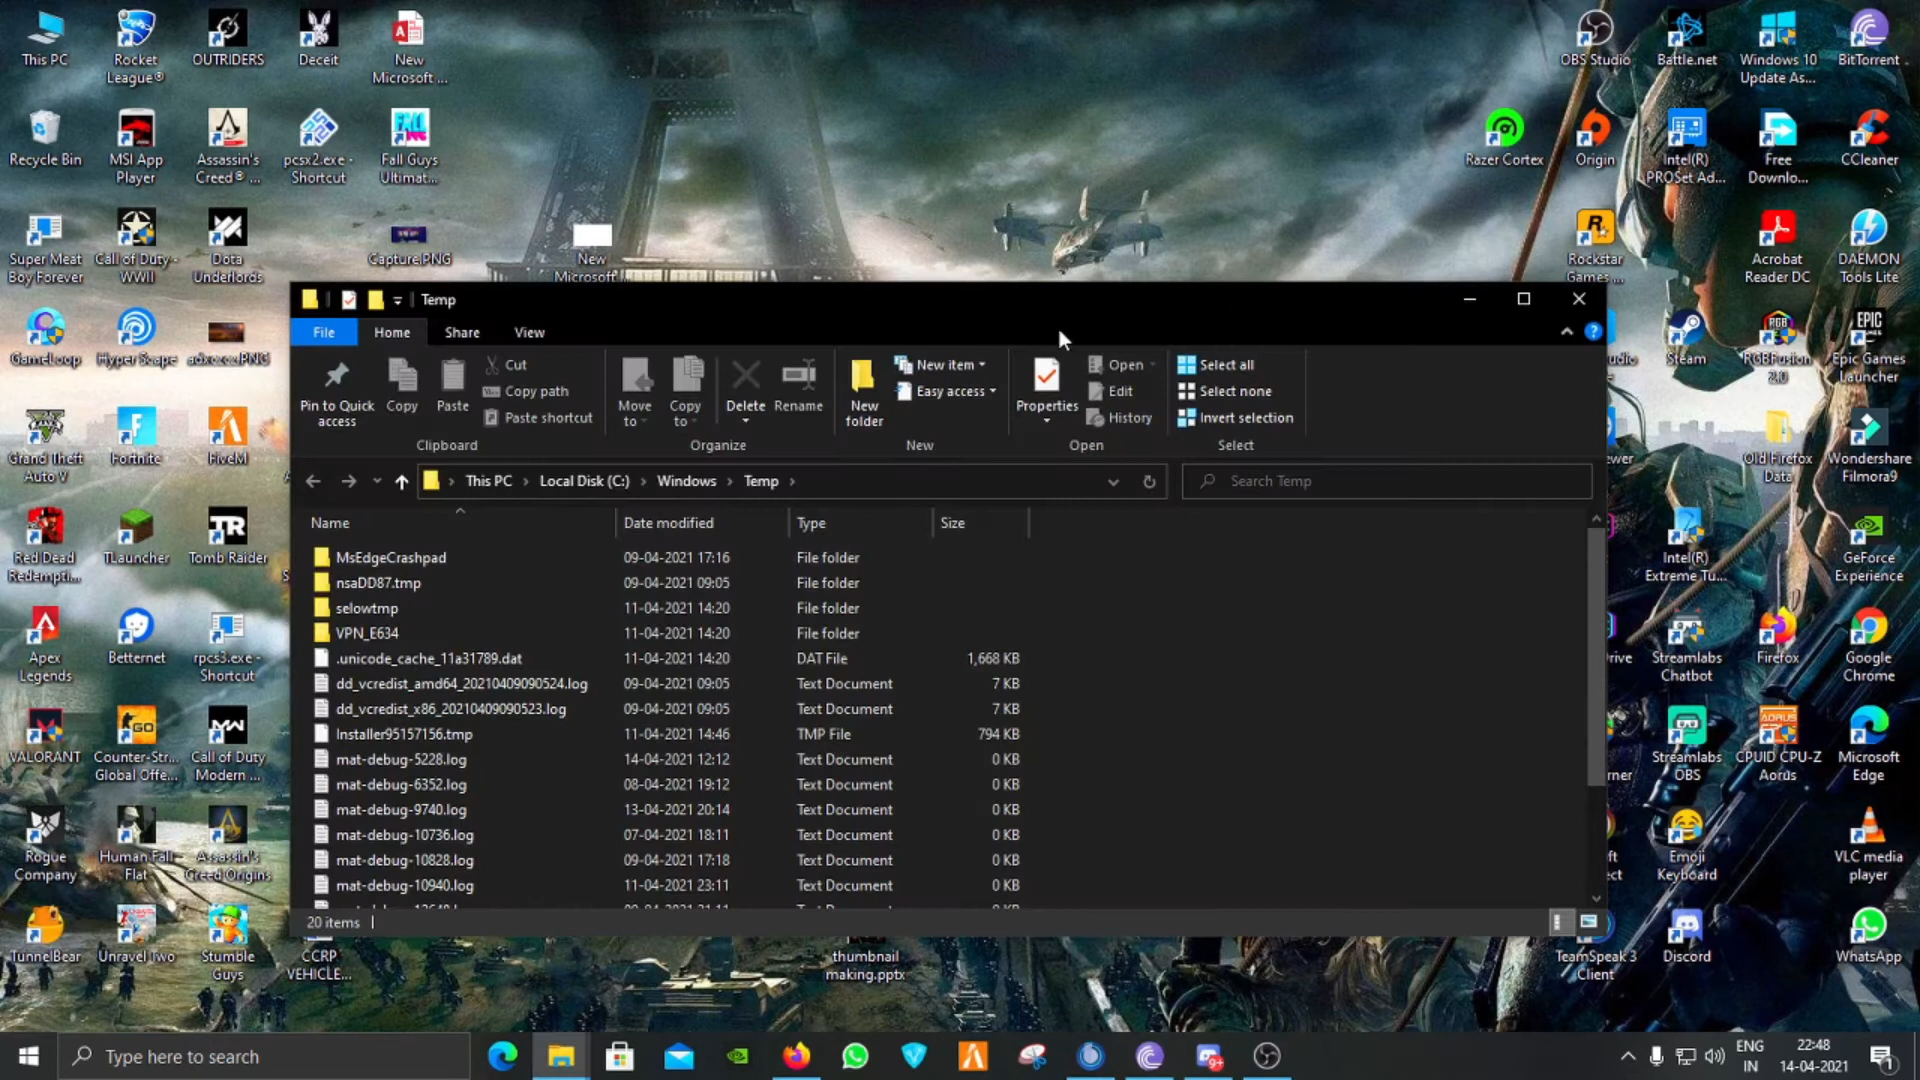 This PC
Rocket
League®
OUTRIDERS
Deceit
New
Microsoft ...
OBS Studio
Battle.net
Windows 10
Update As...
BitTorrent
Recycle Bin
MSI App
Player
Assassin's
Creed® ...
pcsx2.exe -
Shortcut
Fall Guys
Ultimat...
Razer Cortex
Origin
Intel(R)
PROSet Ad...
Free
Downlo...
CCleaner
Super Meat
Boy Forever
Call of Duty -
WWII
Dota
Underlords
Capture.PNG
New
Microsoft
Rockstar
Games ...
Acrobat
Reader DC
DAEMON
Tools Lite
Temp
File
Home
Share
View
GameLoop
Hyper Scape
Steam
RGBFusion
2.0
Epic Games
Launcher
Pin to Quick
access
Copy
Paste
Cut
Copy path
Paste shortcut
Clipboard
Move
to
Copy
to
Delete
Rename
Organize
New
folder
New item
Easy access
New
Properties
Open
Edit
History
Open
Select all
Select none
Invert selection
Select
Grand Theft
Auto V
Fortnite
FiveM
Old Firefox
Data
Wondershare
Filmora9
This PC
Local Disk (C:)
Windows
Temp
Search Temp
Name
Date modified
Type
Size
MsEdgeCrashpad 09-04-2021 17:16 File folder
nsaDD87.tmp 09-04-2021 09:05 File folder
selowtmp 11-04-2021 14:20 File folder
VPN_E634 11-04-2021 14:20 File folder
.unicode_cache_11a31789.dat 11-04-2021 14:20 DAT File 1,668 KB
dd_vcredist_amd64_20210409090524.log 09-04-2021 09:05 Text Document 7 KB
dd_vcredist_x86_20210409090523.log 09-04-2021 09:05 Text Document 7 KB
Installer95157156.tmp 11-04-2021 14:46 TMP File 794 KB
mat-debug-5228.log 14-04-2021 12:12 Text Document 0 KB
mat-debug-6352.log 08-04-2021 19:12 Text Document 0 KB
mat-debug-9740.log 13-04-2021 20:14 Text Document 0 KB
mat-debug-10736.log 07-04-2021 18:11 Text Document 0 KB
mat-debug-10828.log 09-04-2021 17:18 Text Document 0 KB
mat-debug-10940.log 11-04-2021 23:11 Text Document 0 KB
20 items
Red Dead
Redempti...
TLauncher
Tomb Raider
Intel(R)
Extreme Tu...
GeForce
Experience
Apex
Legends
Betternet
rpcs3.exe -
Shortcut
Streamlabs
Chatbot
Firefox
Google
Chrome
VALORANT
Counter-Str...
Global Offe...
Call of Duty
Modern ...
Streamlabs
OBS
CPUID CPU-Z
Aorus
Microsoft
Edge
Rogue
Company
Human Fall
Flat
Assassin's
Creed Origins
Emoji
Keyboard
VLC media
player
TunnelBear
Unravel Two
Stumble
Guys
CCRP
VEHICLE...
thumbnail
making.pptx
TeamSpeak 3
Client
Discord
WhatsApp
Type here to search
ENG
IN
22:48
14-04-2021